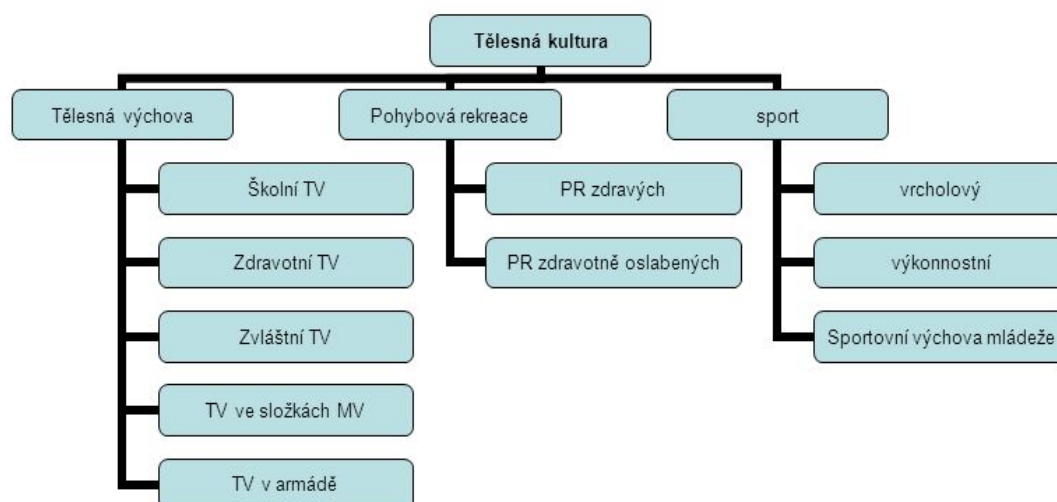 Tělesná kultura
Tělesná výchova
Pohybová rekreace
sport
Školní TV
PR zdravých
vrcholový
Zdravotní TV
PR zdravotně oslabených
výkonnostní
Zvláštní TV
Sportovní výchova mládeže
TV ve složkách MV
TV v armádě